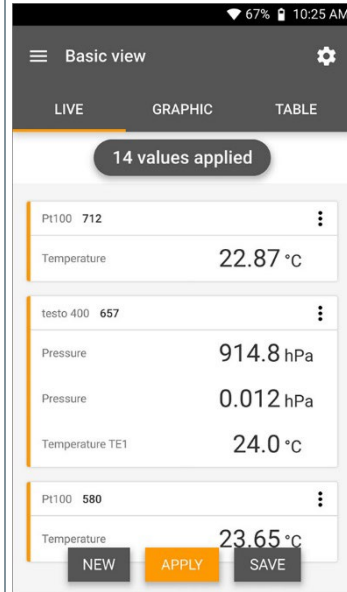 67% 10:25 AM
Basic view
LIVE GRAPHIC TABLE
14 values applied
Pt100 712
Temperature 22.87 °C
testo 400 657
Pressure 914.8 hPa
Pressure 0.012 hPa
Temperature TE1 24.0 °C
Pt100 580
Temperature 23.65 °C
NEW APPLY SAVE